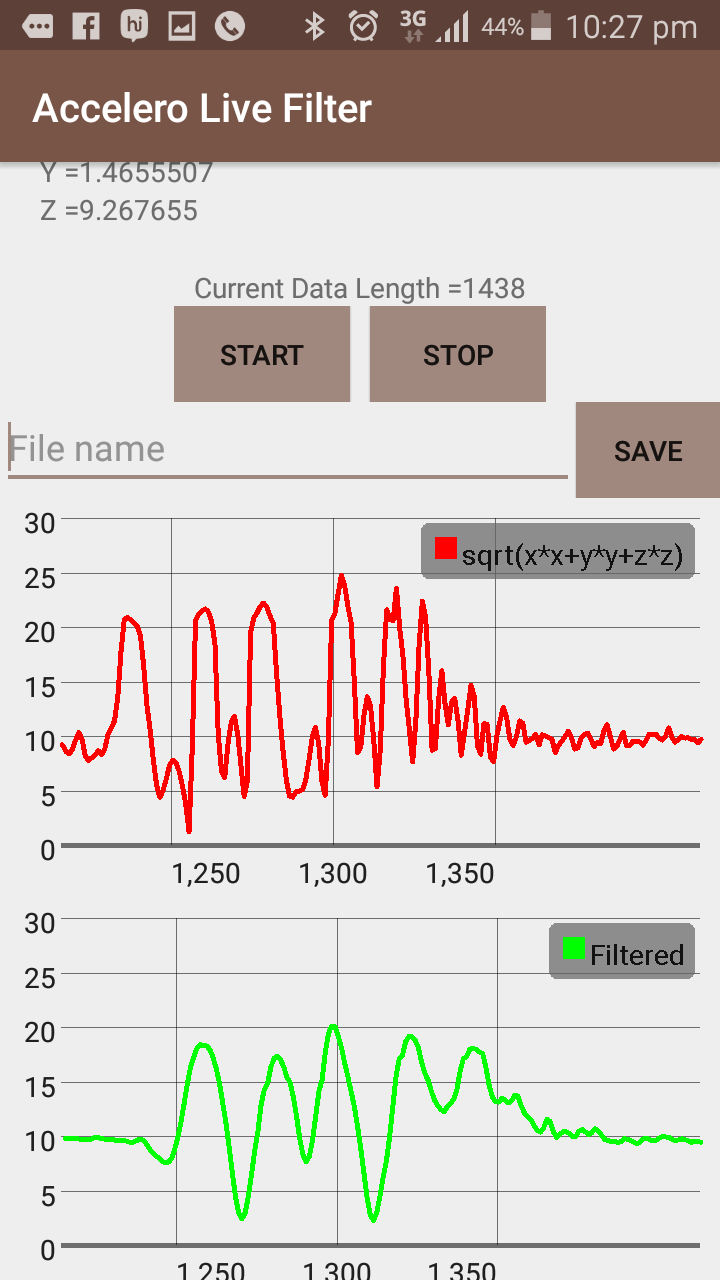 hi 3G 44% 10:27 pm
Accelero Live Filter
Y =1.4655507
Z =9.267655
Current Data Length =1438
START STOP
File name SAVE
30
sqrt(x*x+y*y+z*z)
25
20
15
10
5
0
1,250 1,300 1,350
30
Filtered
25
20
15
10
5
0
1,250 1,300 1,350